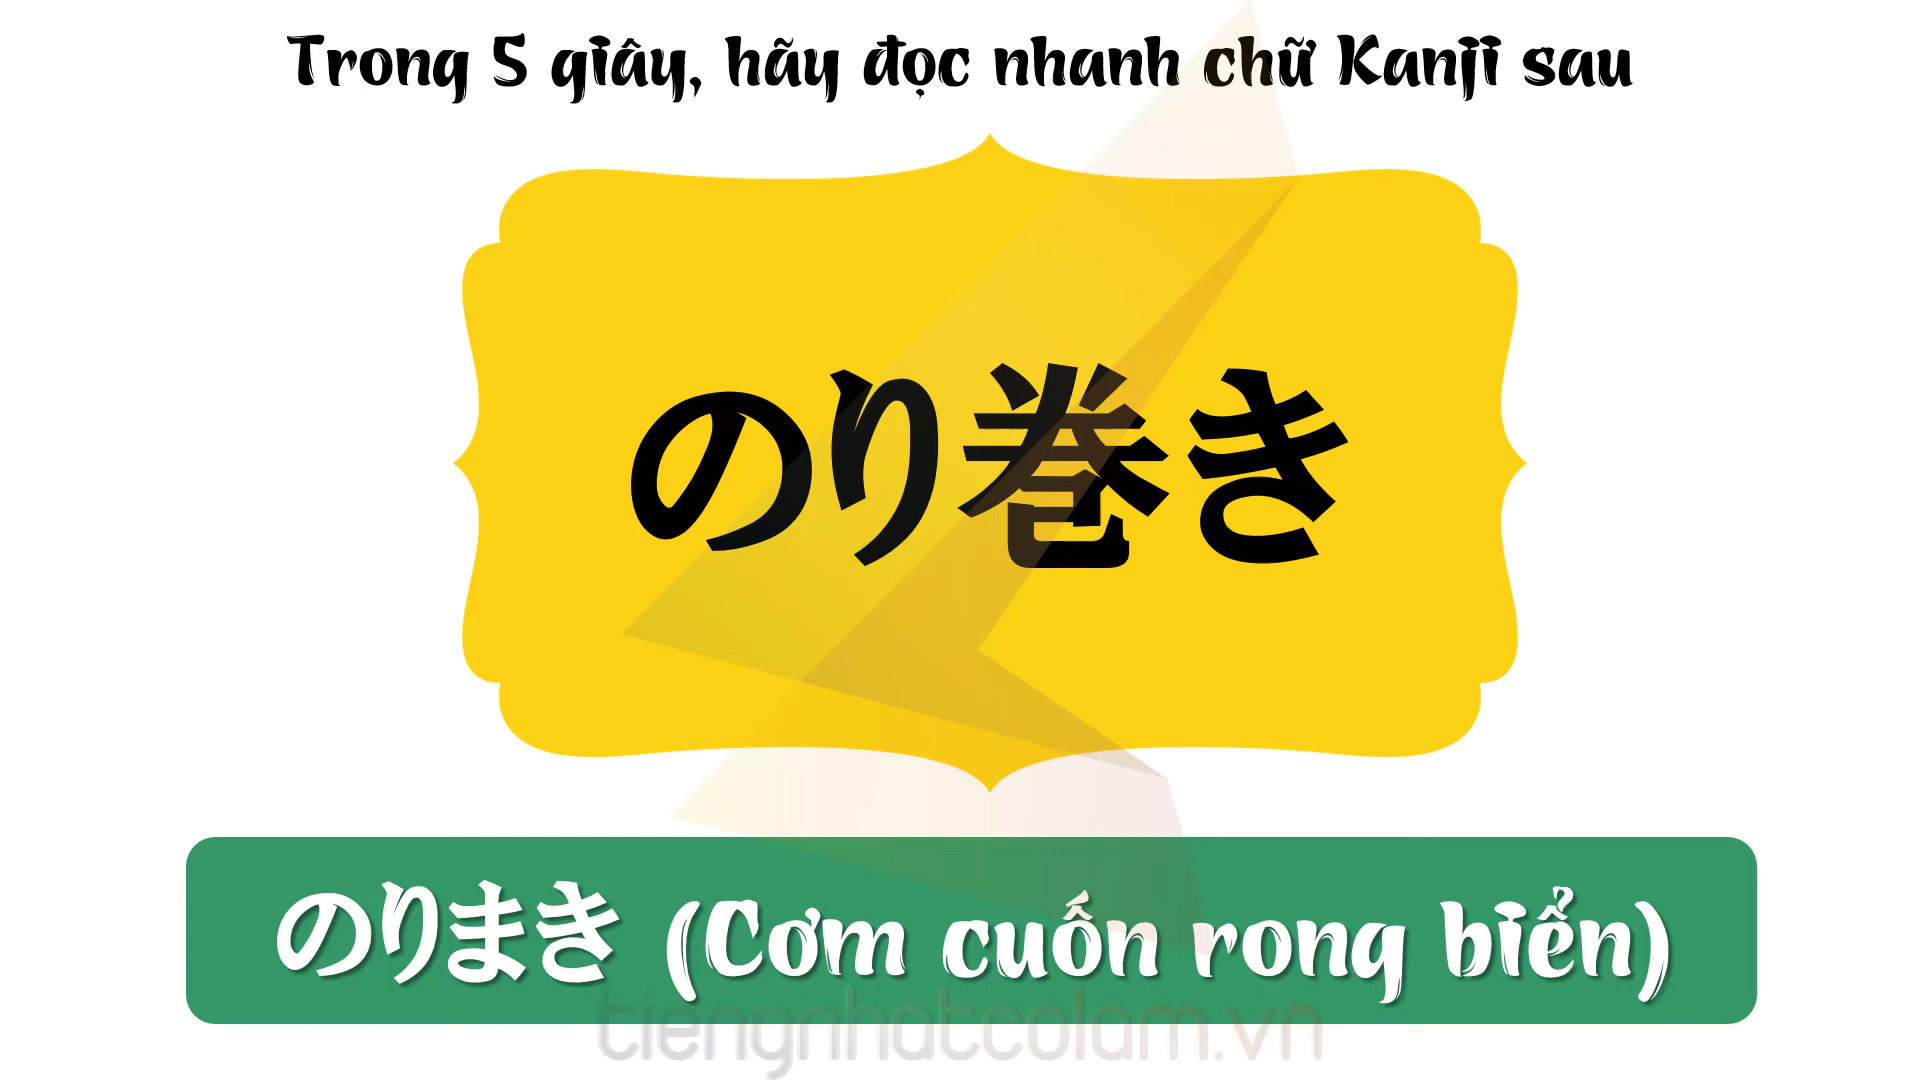 Trong 5 giây, hãy đọc nhanh chữ Kanji sau
のり巻き
のりまき (Cơm cuốn rong biển)
tiengnhatcolam.vn